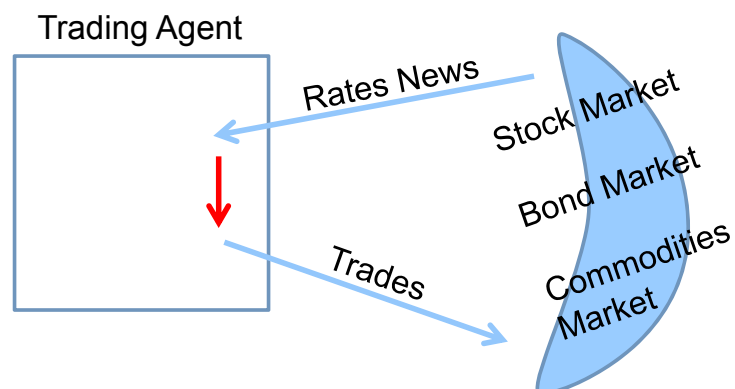 Trading Agent
Rates News
Stock Market
Bond Market
Commodities
Market
Trades